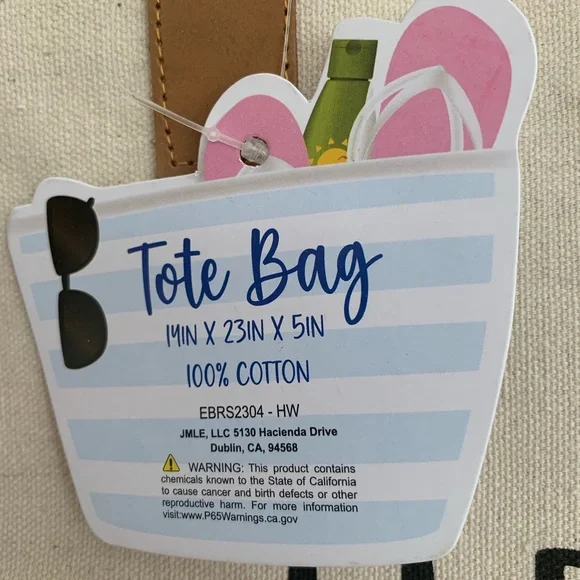 Tote Bag
14IN X 23IN X 5IN
100% COTTON
EBRS2304 - HW
JMLE, LLC 5130 Hacienda Drive
Dublin, CA, 94568
WARNING: This product contains
chemicals known to the State of California
to cause cancer and birth defects or other
reproductive harm. For more information
visit:www.P65Warnings.ca.gov